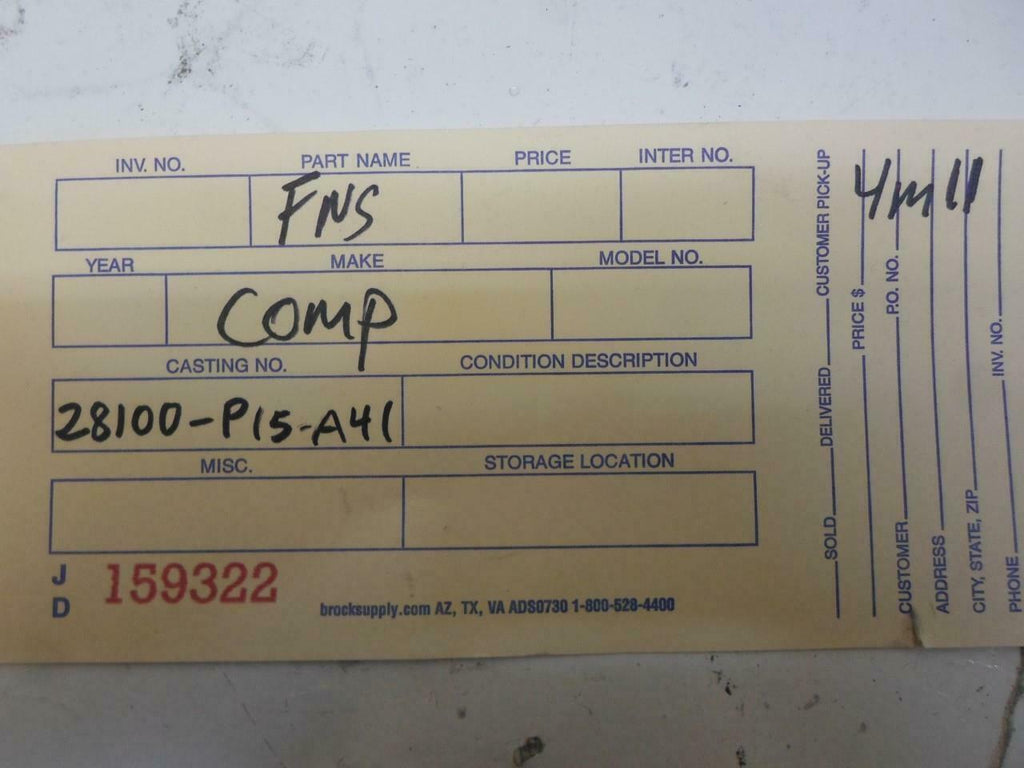 INV. NO. PART NAME PRICE INTER NO.
FNS
YEAR MAKE MODEL NO.
COMP
CASTING NO. CONDITION DESCRIPTION
28100-P15-A41
MISC. STORAGE LOCATION
J
D
159322
brocksupply.com AZ, TX, VA ADS0730 1-800-528-4400
SOLD DELIVERED CUSTOMER PICK-UP
PRICE $
CUSTOMER P.O. NO.
ADDRESS
CITY, STATE, ZIP
PHONE INV. NO.